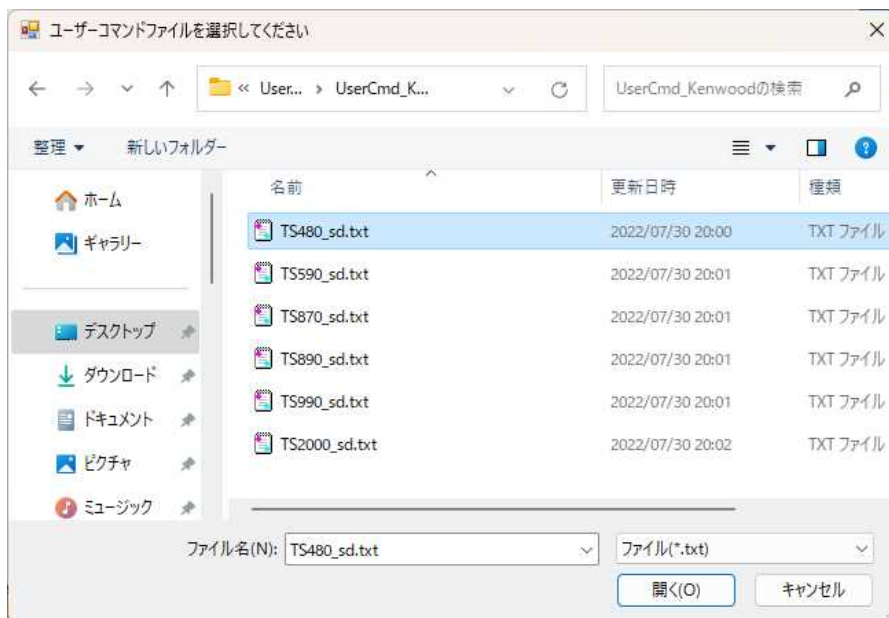 ユーザーコマンドファイルを選択してください
« User... › UserCmd_K...
UserCmd_Kenwoodの検索
整理 新しいフォルダー
名前 更新日時 種類
ホーム
ギャラリー
デスクトップ
ダウンロード
ドキュメント
ピクチャ
ミュージック
TS480_sd.txt 2022/07/30 20:00 TXT ファイル
TS590_sd.txt 2022/07/30 20:01 TXT ファイル
TS870_sd.txt 2022/07/30 20:01 TXT ファイル
TS890_sd.txt 2022/07/30 20:01 TXT ファイル
TS990_sd.txt 2022/07/30 20:01 TXT ファイル
TS2000_sd.txt 2022/07/30 20:02 TXT ファイル
ファイル名(N): TS480_sd.txt ファイル(*.txt)
開く(O) キャンセル